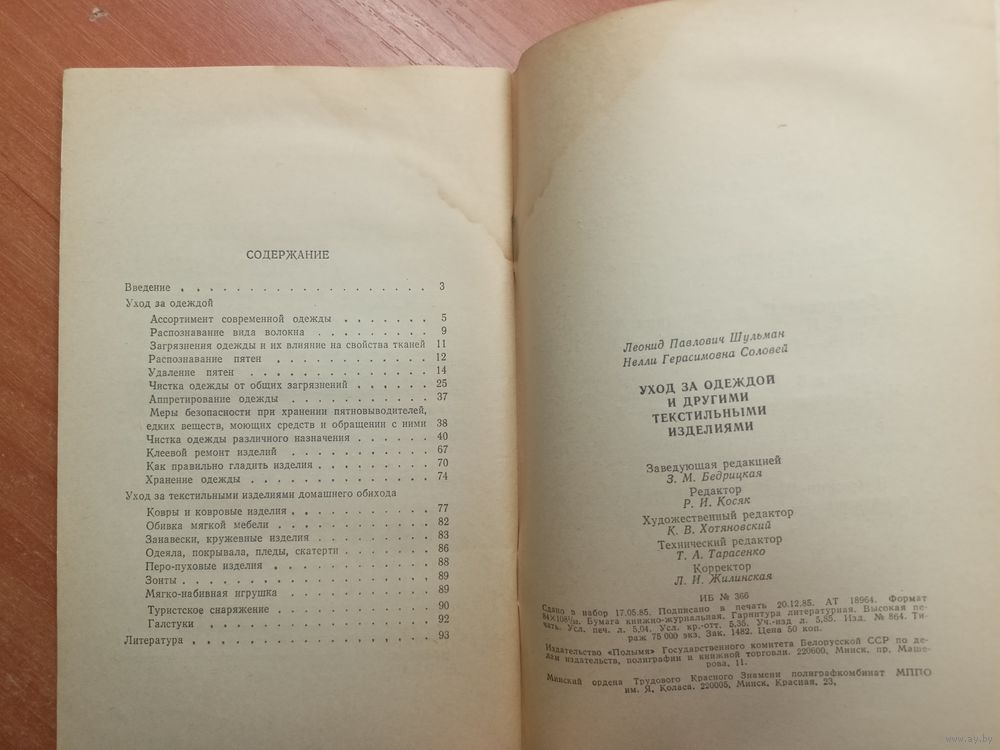 СОДЕРЖАНИЕ
Введение . . . . . . . . . . . . . . . . . . . 3
Уход за одеждой
Ассортимент современной одежды . . . . . . . 5
Распознавание вида волокна . . . . . . . . . 9
Загрязнения одежды и их влияние на свойства тканей 11
Распознавание пятен . . . . . . . . . . . . 12
Удаление пятен . . . . . . . . . . . . . . 14
Чистка одежды от общих загрязнений . . . . . . 25
Аппретирование одежды . . . . . . . . . . . 37
Меры безопасности при хранении пятновыводителей,
едких веществ, моющих средств и обращении с ними 38
Чистка одежды различного назначения . . . . . . 40
Клеевой ремонт изделий . . . . . . . . . . . 67
Как правильно гладить изделия . . . . . . . . 70
Хранение одежды . . . . . . . . . . . . . . 74
Уход за текстильными изделиями домашнего обихода
Ковры и ковровые изделия . . . . . . . . . . 77
Обивка мягкой мебели . . . . . . . . . . . . 82
Занавески, кружевные изделия . . . . . . . . . 83
Одеяла, покрывала, пледы, скатерти . . . . . . . 86
Перо-пуховые изделия . . . . . . . . . . . . 88
Зонты . . . . . . . . . . . . . . . . . . 89
Мягко-набивная игрушка . . . . . . . . . . . 89
Туристское снаряжение . . . . . . . . . . . . 90
Галстуки . . . . . . . . . . . . . . . . . 92
Литература . . . . . . . . . . . . . . . . . 93
Леонид Павлович Шульман
Нелли Герасимовна Соловей
УХОД ЗА ОДЕЖДОЙ
И ДРУГИМИ
ТЕКСТИЛЬНЫМИ
ИЗДЕЛИЯМИ
Заведующая редакцией
З. М. Бедрицкая
Редактор
Р. И. Косяк
Художественный редактор
К. В. Хотяновский
Технический редактор
Т. А. Тарасенко
Корректор
Л. И. Жилинская
ИБ № 366
Сдано в набор 17.05.85. Подписано в печать 20.12.85. АТ 18964. Формат
84×108¹/₃₂. Бумага книжно-журнальная. Гарнитура литературная. Высокая пе-
чать. Усл. печ. л. 5,04. Усл. кр.-отт. 5,35. Уч.-изд л. 5,85. Изд. № 864. Ти-
раж 75 000 экз. Зак. 1482. Цена 50 коп.
Издательство «Полымя» Государственного комитета Белорусской ССР по де-
лам издательств, полиграфии и книжной торговли. 220600, Минск, пр. Маше-
рова, 11.
Минский ордена Трудового Красного Знамени полиграфкомбинат МППО
им. Я. Коласа. 220005, Минск, Красная, 23.
www.ay.by